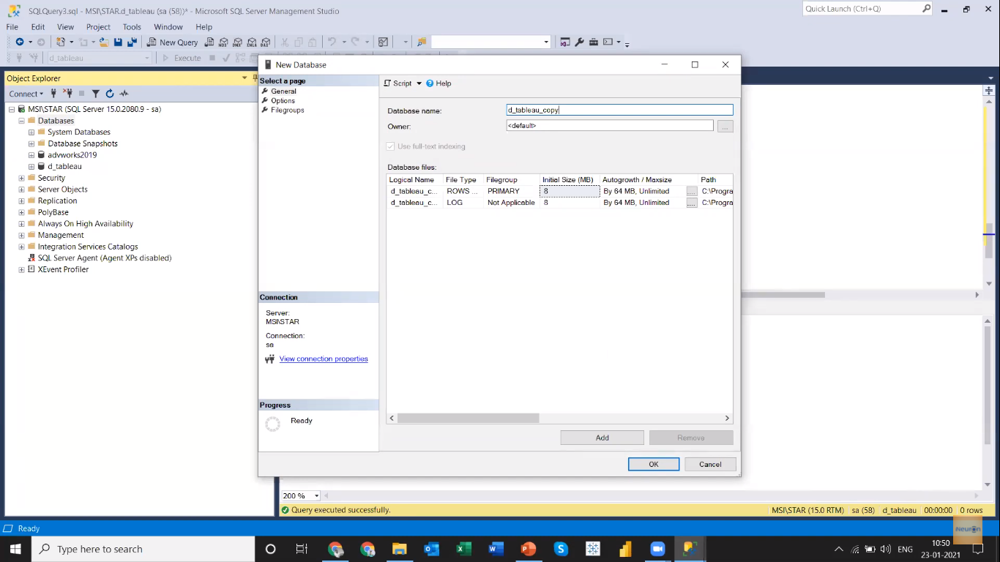 SQLQuery3.sql - MSI\STAR.d_tableau (sa (58))* - Microsoft SQL Server Management Studio
Quick Launch (Ctrl+Q)
File Edit View Project Tools Window Help
New Query
d_tableau Execute
New Database
Object Explorer
Connect
MSI\STAR (SQL Server 15.0.2080.9 - sa)
Databases
System Databases
Database Snapshots
advworks2019
d_tableau
Security
Server Objects
Replication
PolyBase
Always On High Availability
Management
Integration Services Catalogs
SQL Server Agent (Agent XPs disabled)
XEvent Profiler
Select a page
General
Options
Filegroups
Connection
Server:
MSI\STAR
Connection:
sa
View connection properties
Progress
Ready
Script Help
Database name: d_tableau_copy
Owner: <default> ...
Use full-text indexing
Database files:
Logical Name File Type Filegroup Initial Size (MB) Autogrowth / Maxsize Path
d_tableau_c... ROWS ... PRIMARY 8 By 64 MB, Unlimited ... C:\Progra
d_tableau_c... LOG Not Applicable 8 By 64 MB, Unlimited ... C:\Progra
Add Remove
OK Cancel
200 %
Query executed successfully. MSI\STAR (15.0 RTM) sa (58) d_tableau 00:00:00 0 rows
Ready
Neuron
Type here to search
ENG
10:50
23-01-2021